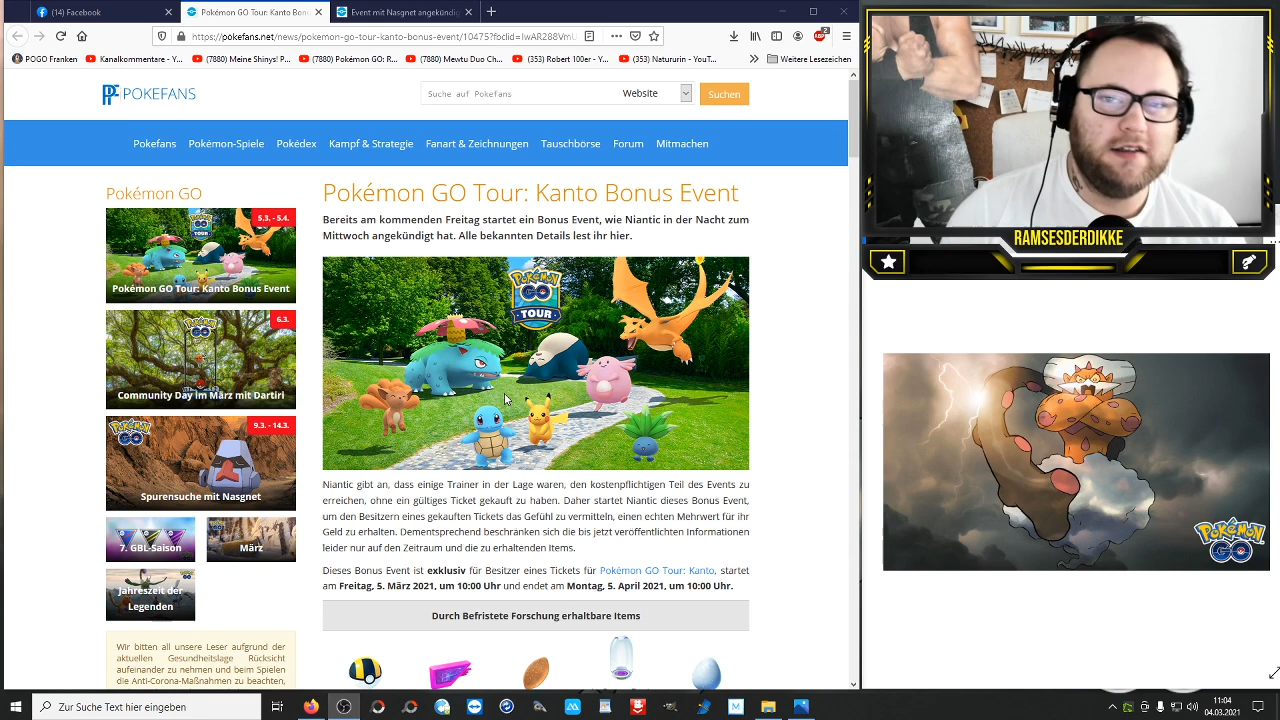 (14) Facebook
Pokémon GO Tour: Kanto Bon
Event mit Nasgnet angekündig
https://pokefans.net/news/pokemon
POGO Franken
Kanalkommentare - Y...
(7880) Meine Shinys! P...
(7880) Pokémon GO: R...
(7880) Mewtu Duo Ch...
(353) Robert 100er - Y...
(353) Natururin - YouT...
Weitere Lesezeichen
PF POKEFANS
Suche auf Pokefans
Website
Suchen
Pokefans
Pokémon-Spiele
Pokédex
Kampf & Strategie
Fanart & Zeichnungen
Tauschbörse
Forum
Mitmachen
Pokémon GO
5.3. - 5.4.
Pokémon GO Tour: Kanto Bonus Event
6.3.
Community Day im März mit Dartiri
9.3. - 14.3.
Spurensuche mit Nasgnet
7. GBL-Saison
März
Jahreszeit der
Legenden
Wir bitten all unsere Leser aufgrund der
aktuellen Gesundheitslage Rücksicht
aufeinander zu nehmen und beim Spielen
die Anti-Corona-Maßnahmen zu beachten,
Pokémon GO Tour: Kanto Bonus Event
Bereits am kommenden Freitag startet ein Bonus Event, wie Niantic in der Nacht zum
Mittwoch angekündigt hat. Alle bekannten Details lest ihr hier.
Pokémon
GO
TOUR
Niantic gibt an, dass einige Trainer in der Lage waren, den kostenpflichtigen Teil des Events zu
erreichen, ohne ein gültiges Ticket gekauft zu haben. Daher startet Niantic dieses Bonus Event,
um den Besitzern eines gekauften Tickets das Gefühl zu vermitteln, einen echten Mehrwert für ihr
Geld zu erhalten. Dementsprechend beschranken sich die bis jetzt veröffentlichten Informationen
leider nur auf den Zeitraum und die zu erhaltenden Items.
Dieses Bonus Event ist exklusiv für Besitzer eines Tickets für Pokémon GO Tour: Kanto, startet
am Freitag, 5. März 2021, um 10:00 Uhr und endet am Montag, 5. April 2021, um 10:00 Uhr.
Durch Befristete Forschung erhaltbare Items
RAMSESDERDIKKE
Pokémon
GO
Zur Suche Text hier eingeben
11:04
04.03.2021